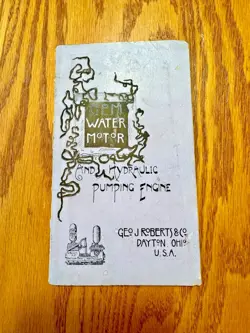 GEM
WATER
MOTOR
AND HYDRAULIC
PUMPING ENGINE
GEO. J. ROBERTS & CO.
DAYTON OHIO
U.S.A.